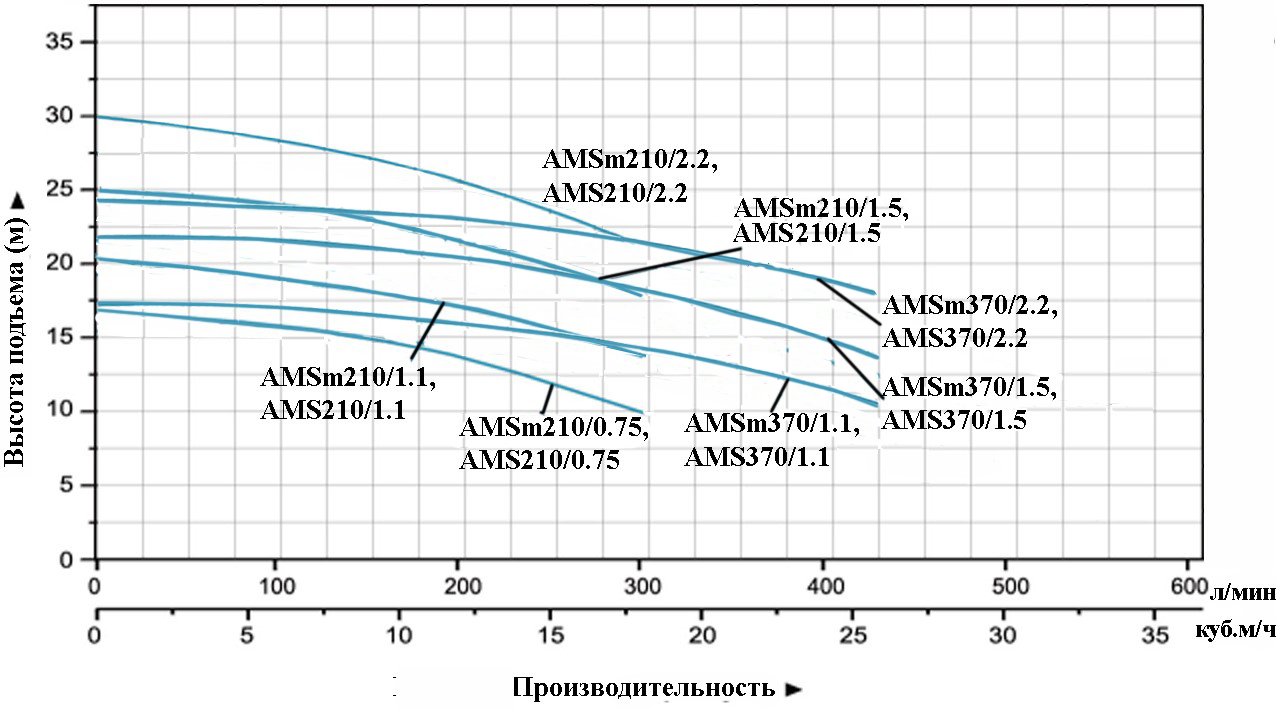 35
30
25
20
15
10
5
0
Высота подъема (м)
AMSm210/2.2,
AMS210/2.2
AMSm210/1.5,
AMS210/1.5
AMSm370/2.2,
AMS370/2.2
AMSm210/1.1,
AMS210/1.1
AMSm370/1.5,
AMS370/1.5
AMSm210/0.75,
AMS210/0.75
AMSm370/1.1,
AMS370/1.1
0 100 200 300 400 500 600 л/мин
0 5 10 15 20 25 30 35 куб.м/ч
Производительность